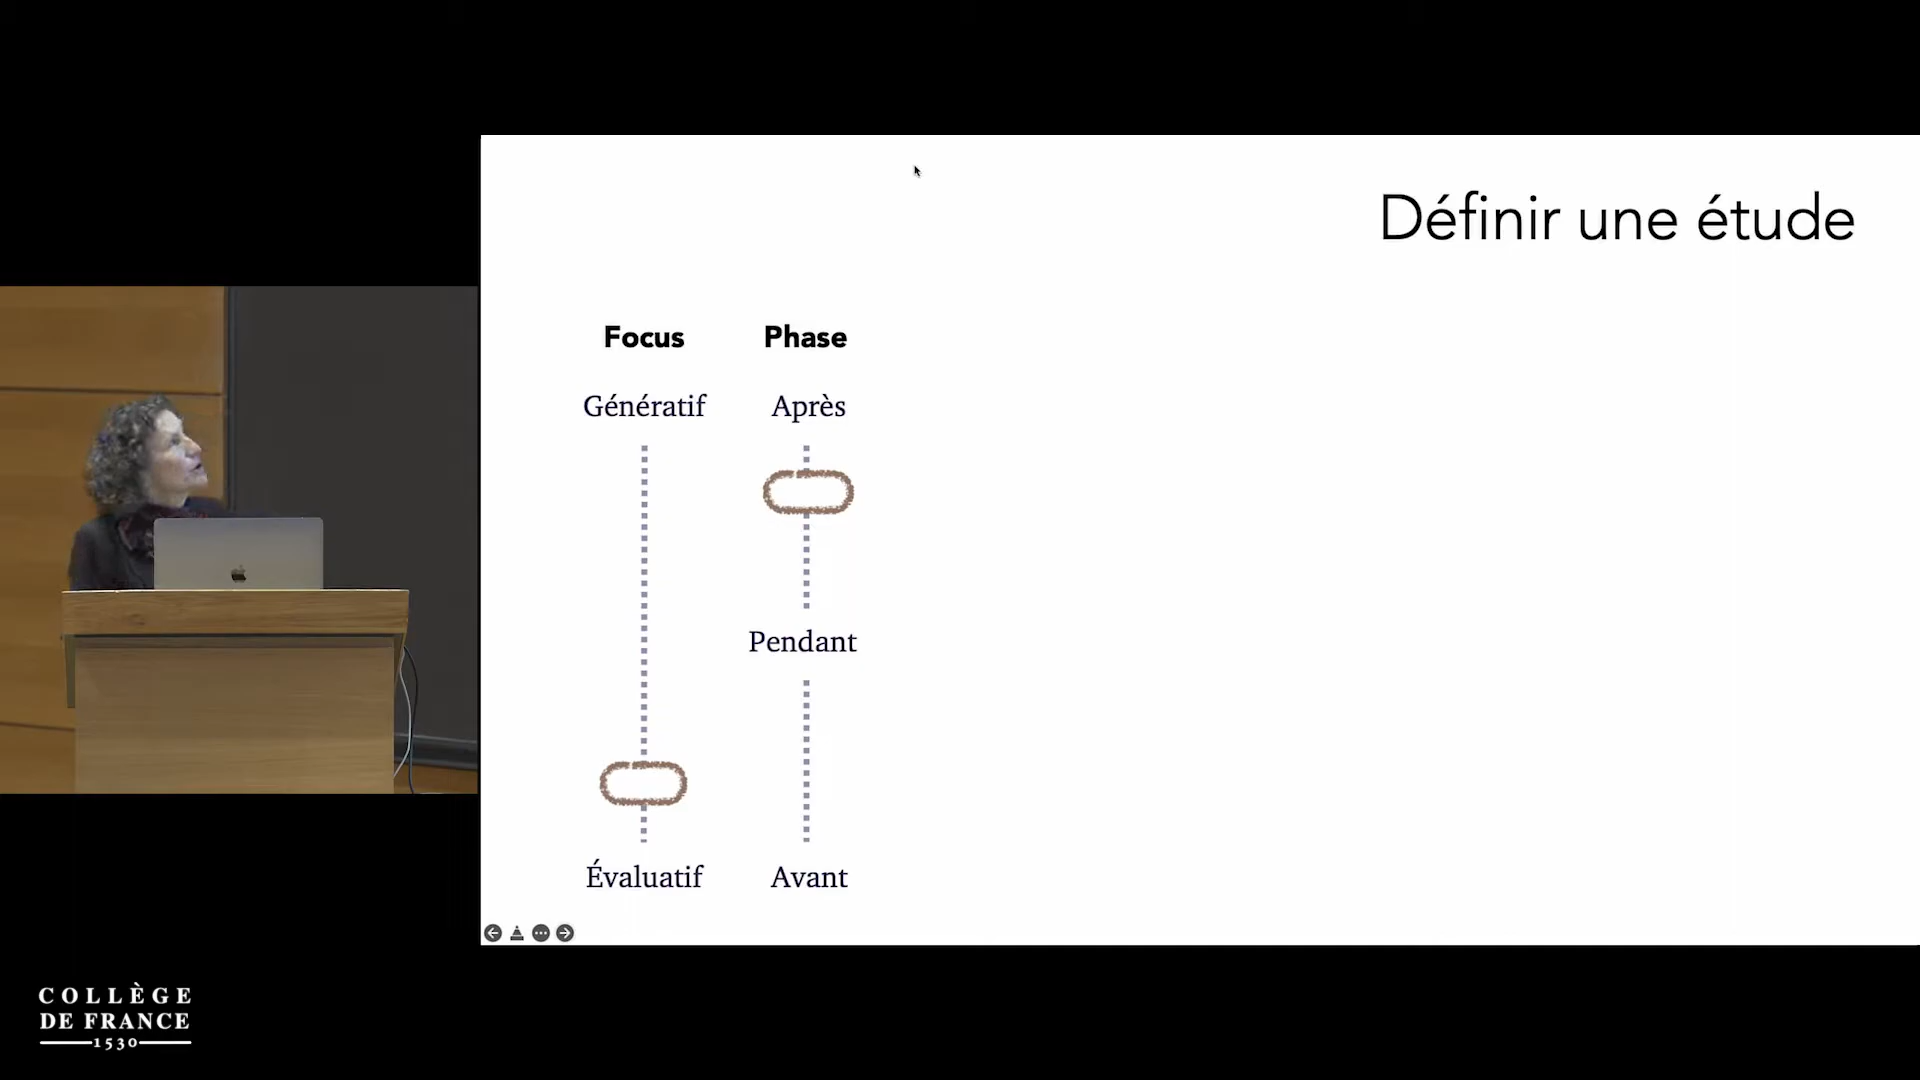 Définir une étude
Focus
Phase
Génératif
Après
Pendant
Évaluatif
Avant
COLLÈGE
DE FRANCE
1530